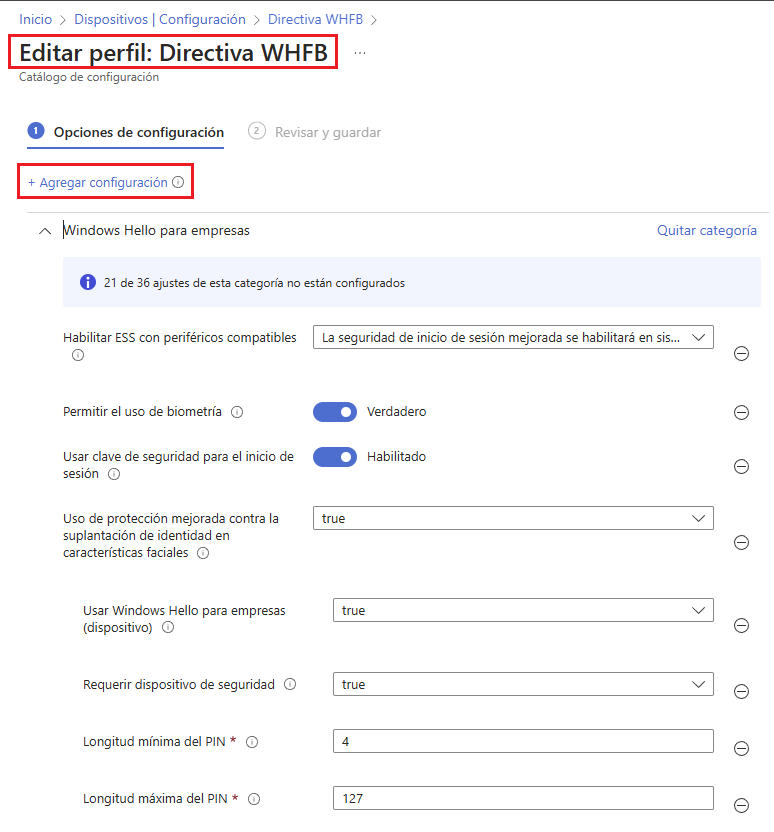 Inicio > Dispositivos | Configuración > Directiva WHFB >
Editar perfil: Directiva WHFB ...
Catálogo de configuración
1 Opciones de configuración 2 Revisar y guardar
+ Agregar configuración
Windows Hello para empresas Quitar categoría
21 de 36 ajustes de esta categoría no están configurados
Habilitar ESS con periféricos compatibles La seguridad de inicio de sesión mejorada se habilitará en sis...
Permitir el uso de biometría Verdadero
Usar clave de seguridad para el inicio de Habilitado
sesión
Uso de protección mejorada contra la true
suplantación de identidad en
características faciales
Usar Windows Hello para empresas true
(dispositivo)
Requerir dispositivo de seguridad true
Longitud mínima del PIN * 4
Longitud máxima del PIN * 127